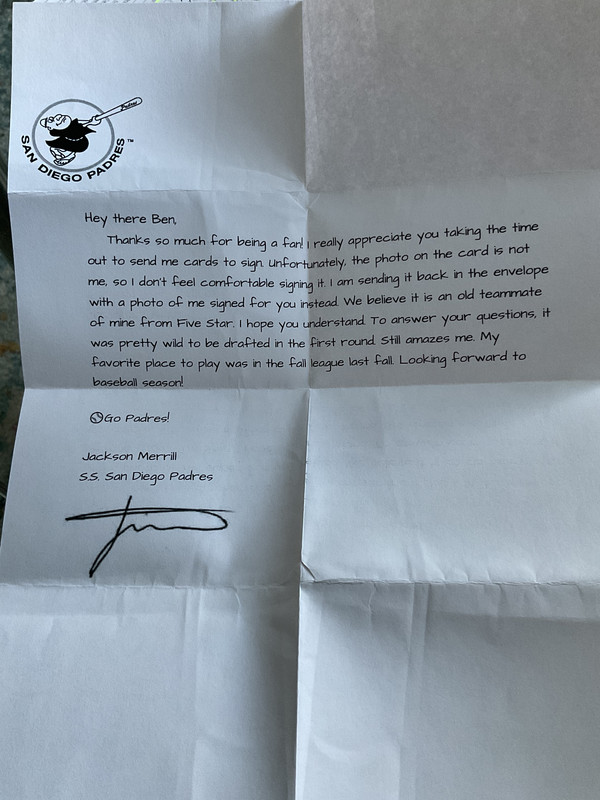 Padres
SAN DIEGO PADRES™
Hey there Ben,
Thanks so much for being a fan! I really appreciate you taking the time
out to send me cards to sign. Unfortunately, the photo on the card is not
me, so I don't feel comfortable signing it. I am sending it back in the envelope
with a photo of me signed for you instead. We believe it is an old teammate
of mine from Five Star. I hope you understand. To answer your questions, it
was pretty wild to be drafted in the first round. Still amazes me. My
favorite place to play was in the fall league last fall. Looking forward to
baseball season!
Go Padres!
Jackson Merrill
S.S. San Diego Padres